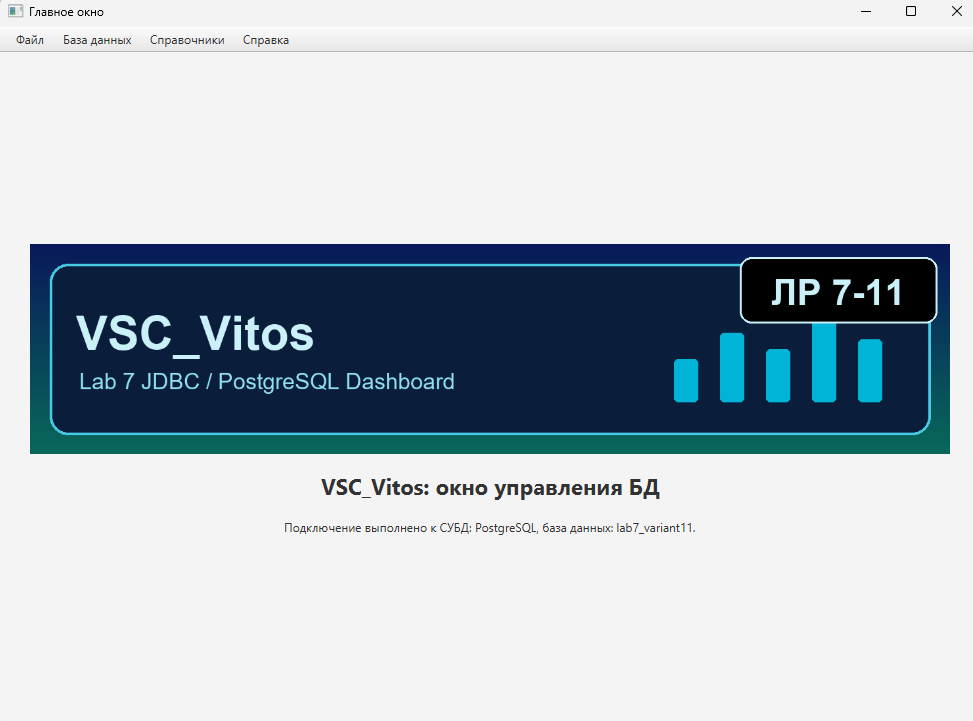 Главное окно
Файл База данных Справочники Справка
ЛР 7-11
VSC_Vitos
Lab 7 JDBC / PostgreSQL Dashboard
VSC_Vitos: окно управления БД
Подключение выполнено к СУБД: PostgreSQL, база данных: lab7_variant11.